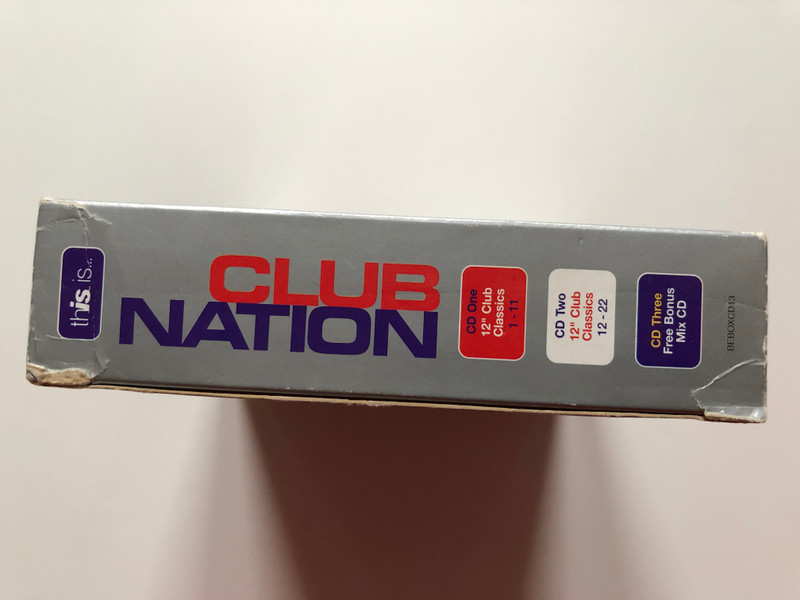 this is...
CLUB
NATION
CD One
12" Club
Classics
1 - 11
CD Two
12" Club
Classics
12 - 22
CD Three
Free Bonus
Mix CD
BEBOXCD13